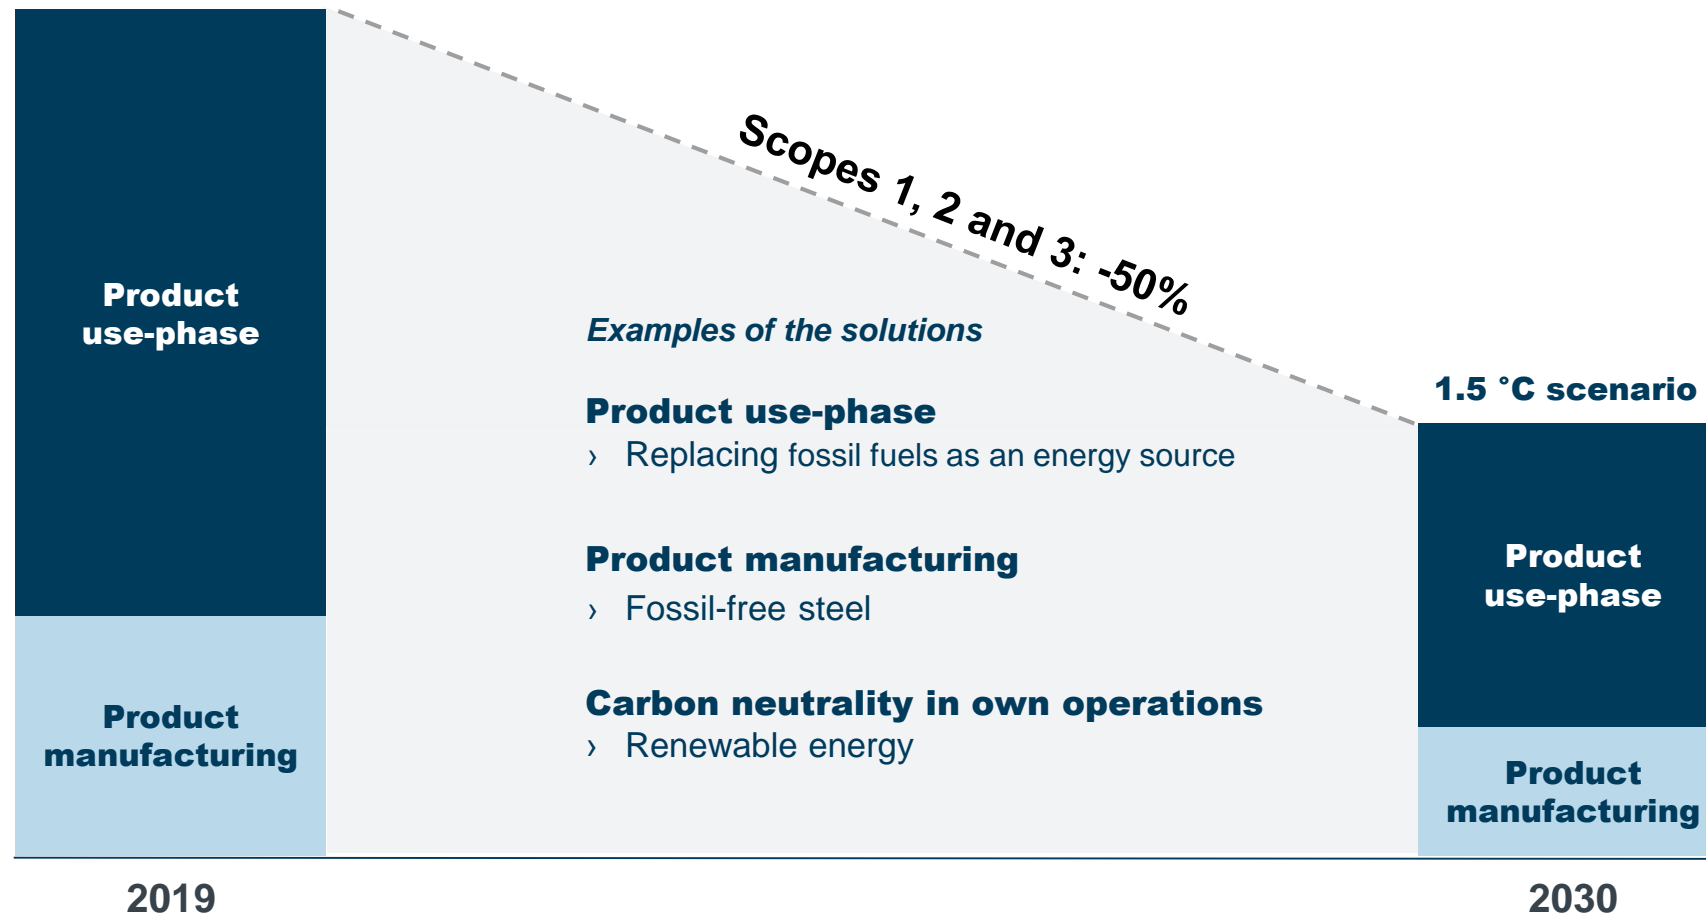 Product
use-phase
Product
manufacturing
2019
Scopes 1, 2 and 3: -50%
Examples of the solutions
Product use-phase
› Replacing fossil fuels as an energy source
Product manufacturing
› Fossil-free steel
Carbon neutrality in own operations
› Renewable energy
1.5 °C scenario
Product
use-phase
Product
manufacturing
2030